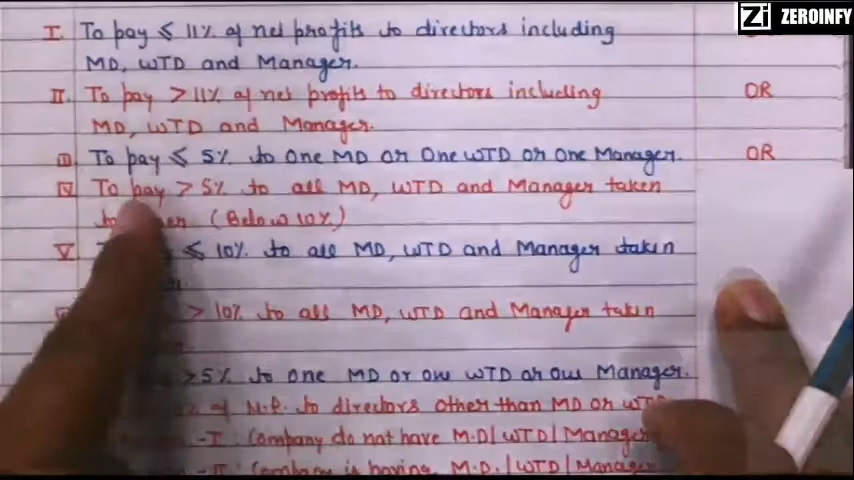 ZEROINFY
I. To pay ≤ 11% of net profits to directors including
MD, WTD and Manager.
II. To pay > 11% of net profits to directors including OR
MD, WTD and Manager.
III To pay ≤ 5% to One MD or One WTD or One Manager. OR
IV To pay > 5% to all MD, WTD and Manager taken
(Below 10%)
V ≤ 10% to all MD, WTD and Manager taken
> 10% to all MD, WTD and Manager taken
>5% to one MD or one WTD or one Manager.
of N.P. to directors other than MD or WTD
-I: Company do not have M.D/WTD/Manager
-II: Company is having M.D./WTD/Manager